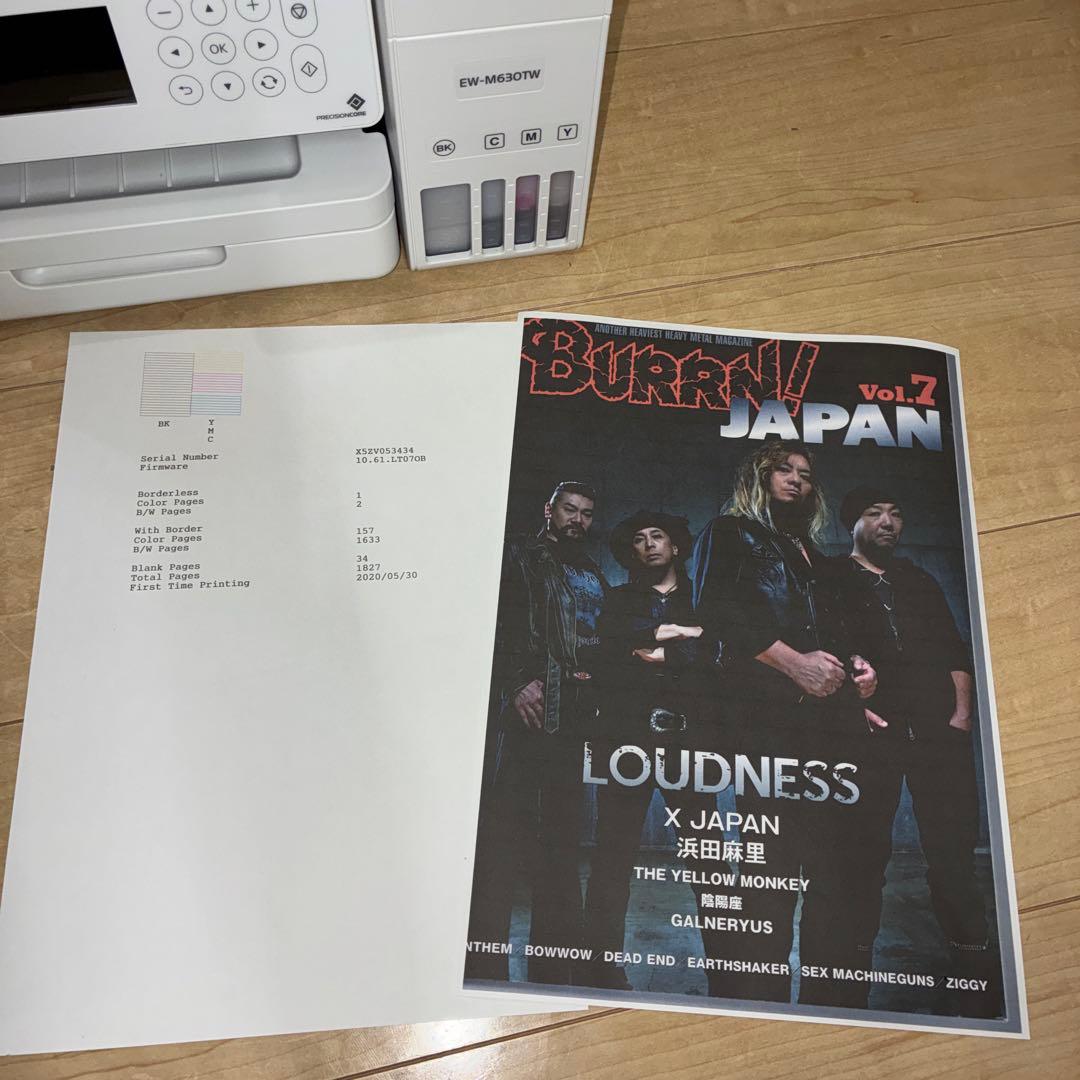 OK
PRECISIONCORE
EW-M630TW
BK C M Y
BK Y
M
C
Serial Number X5ZV053434
Firmware 10.61.LT07OB
Borderless
Color Pages 1
B/W Pages 2
With Border
Color Pages 157
B/W Pages 1633
Blank Pages 34
Total Pages 1827
First Time Printing 2020/05/30
ANOTHER HEAVIEST HEAVY METAL MAGAZINE
BURRN!
Vol.7
JAPAN
LOUDNESS
X JAPAN
浜田麻里
THE YELLOW MONKEY
陰陽座
GALNERYUS
NTHEM / BOWWOW / DEAD END / EARTHSHAKER / SEX MACHINEGUNS / ZIGGY